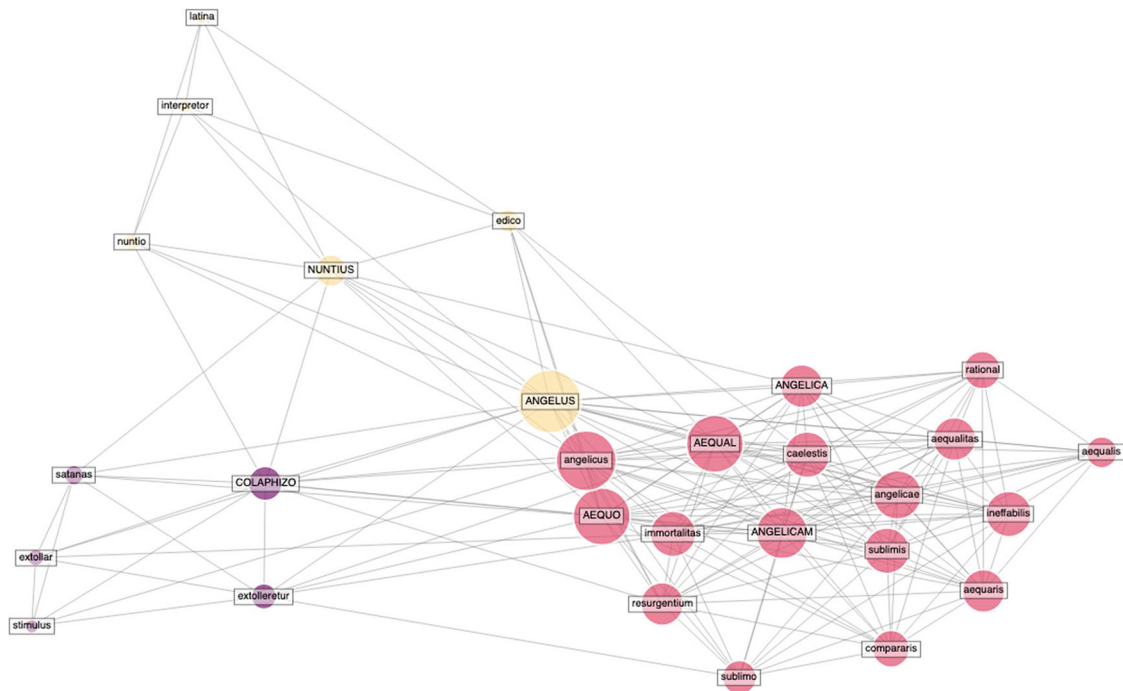 latina
interpretor
edico
nuntio
NUNTIUS
rational
ANGELICA
ANGELUS
aequalitas
AEQUAL
aequalis
caelestis
angelicus
satanas
COLAPHIZO
angelicae
ineffabilis
AEQUO
immortalitas
ANGELICAM
sublimis
extollar
aequaris
extolleretur
resurgentium
stimulus
compararis
sublimo